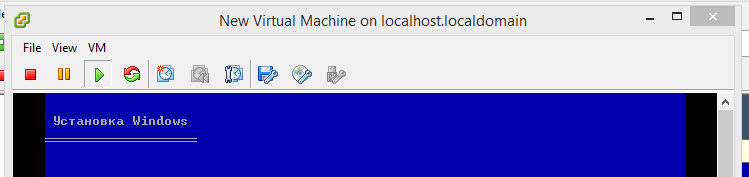 New Virtual Machine on localhost.localdomain
File View VM
Установка Windows